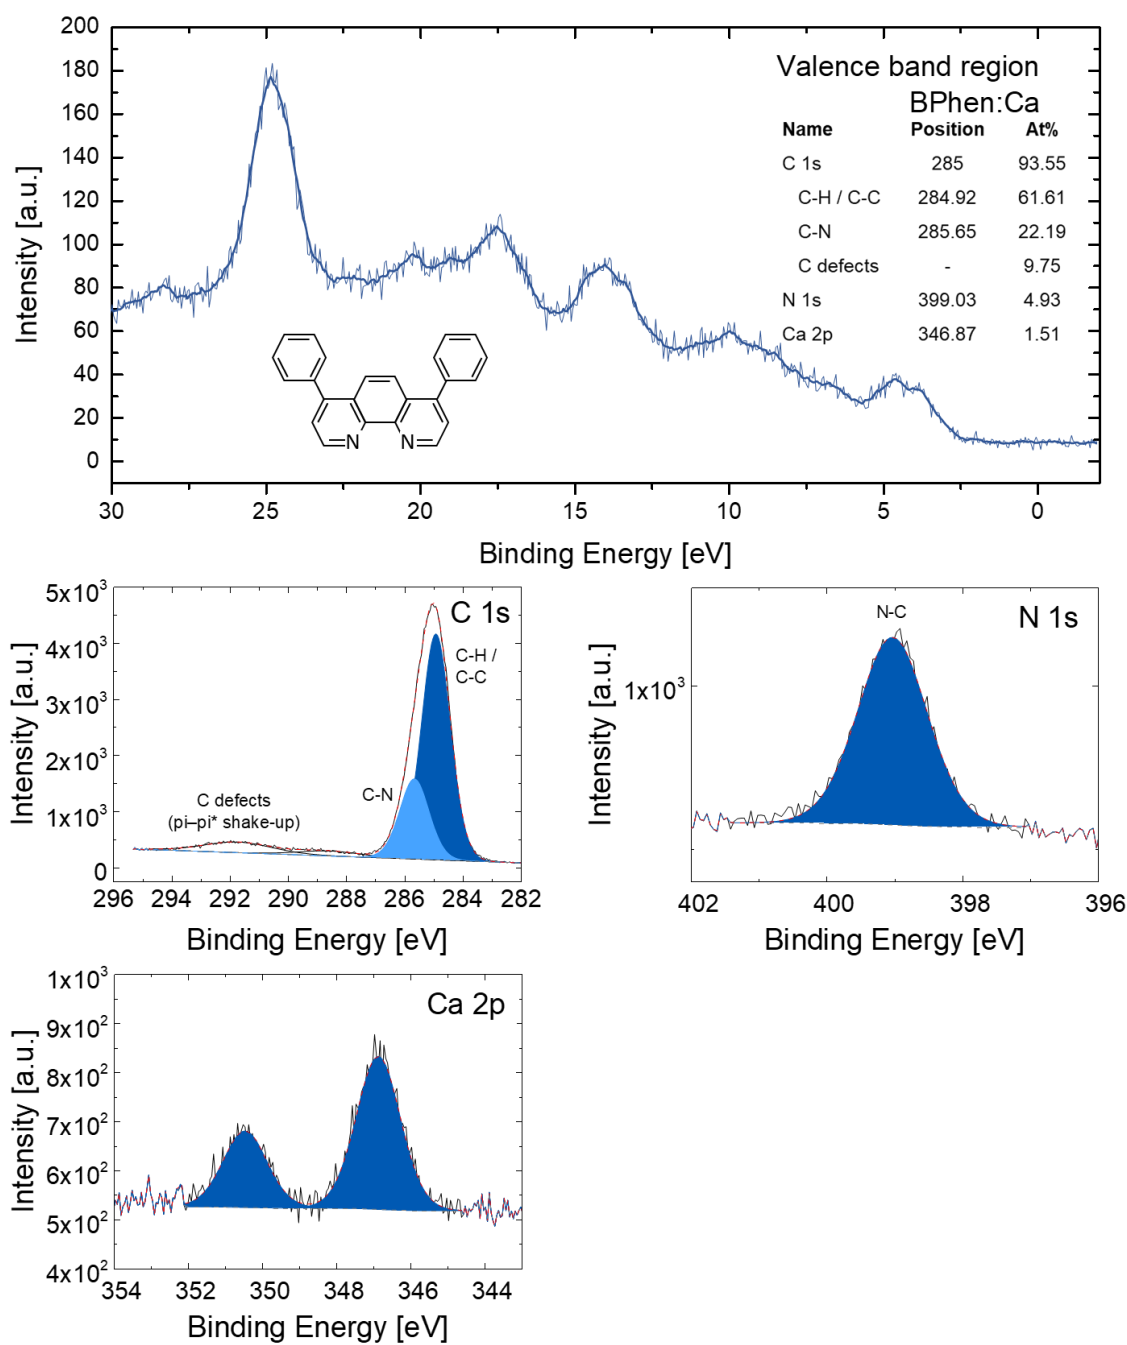 Valence band region
BPhen:Ca
Name Position At%
C 1s 285 93.55
C-H / C-C 284.92 61.61
C-N 285.65 22.19
C defects - 9.75
N 1s 399.03 4.93
Ca 2p 346.87 1.51
Intensity [a.u.]
200
180
160
140
120
100
80
60
40
20
0
N N
30 25 20 15 10 5 0
Binding Energy [eV]
C 1s
Intensity [a.u.]
5x10³
4x10³
3x10³
2x10³
1x10³
0
C-H /
C-C
C-N
C defects
(pi–pi* shake-up)
296 294 292 290 288 286 284 282
Binding Energy [eV]
N 1s
N-C
Intensity [a.u.]
1x10³
402 400 398 396
Binding Energy [eV]
Ca 2p
Intensity [a.u.]
1x10³
9x10²
8x10²
7x10²
6x10²
5x10²
4x10²
354 352 350 348 346 344
Binding Energy [eV]